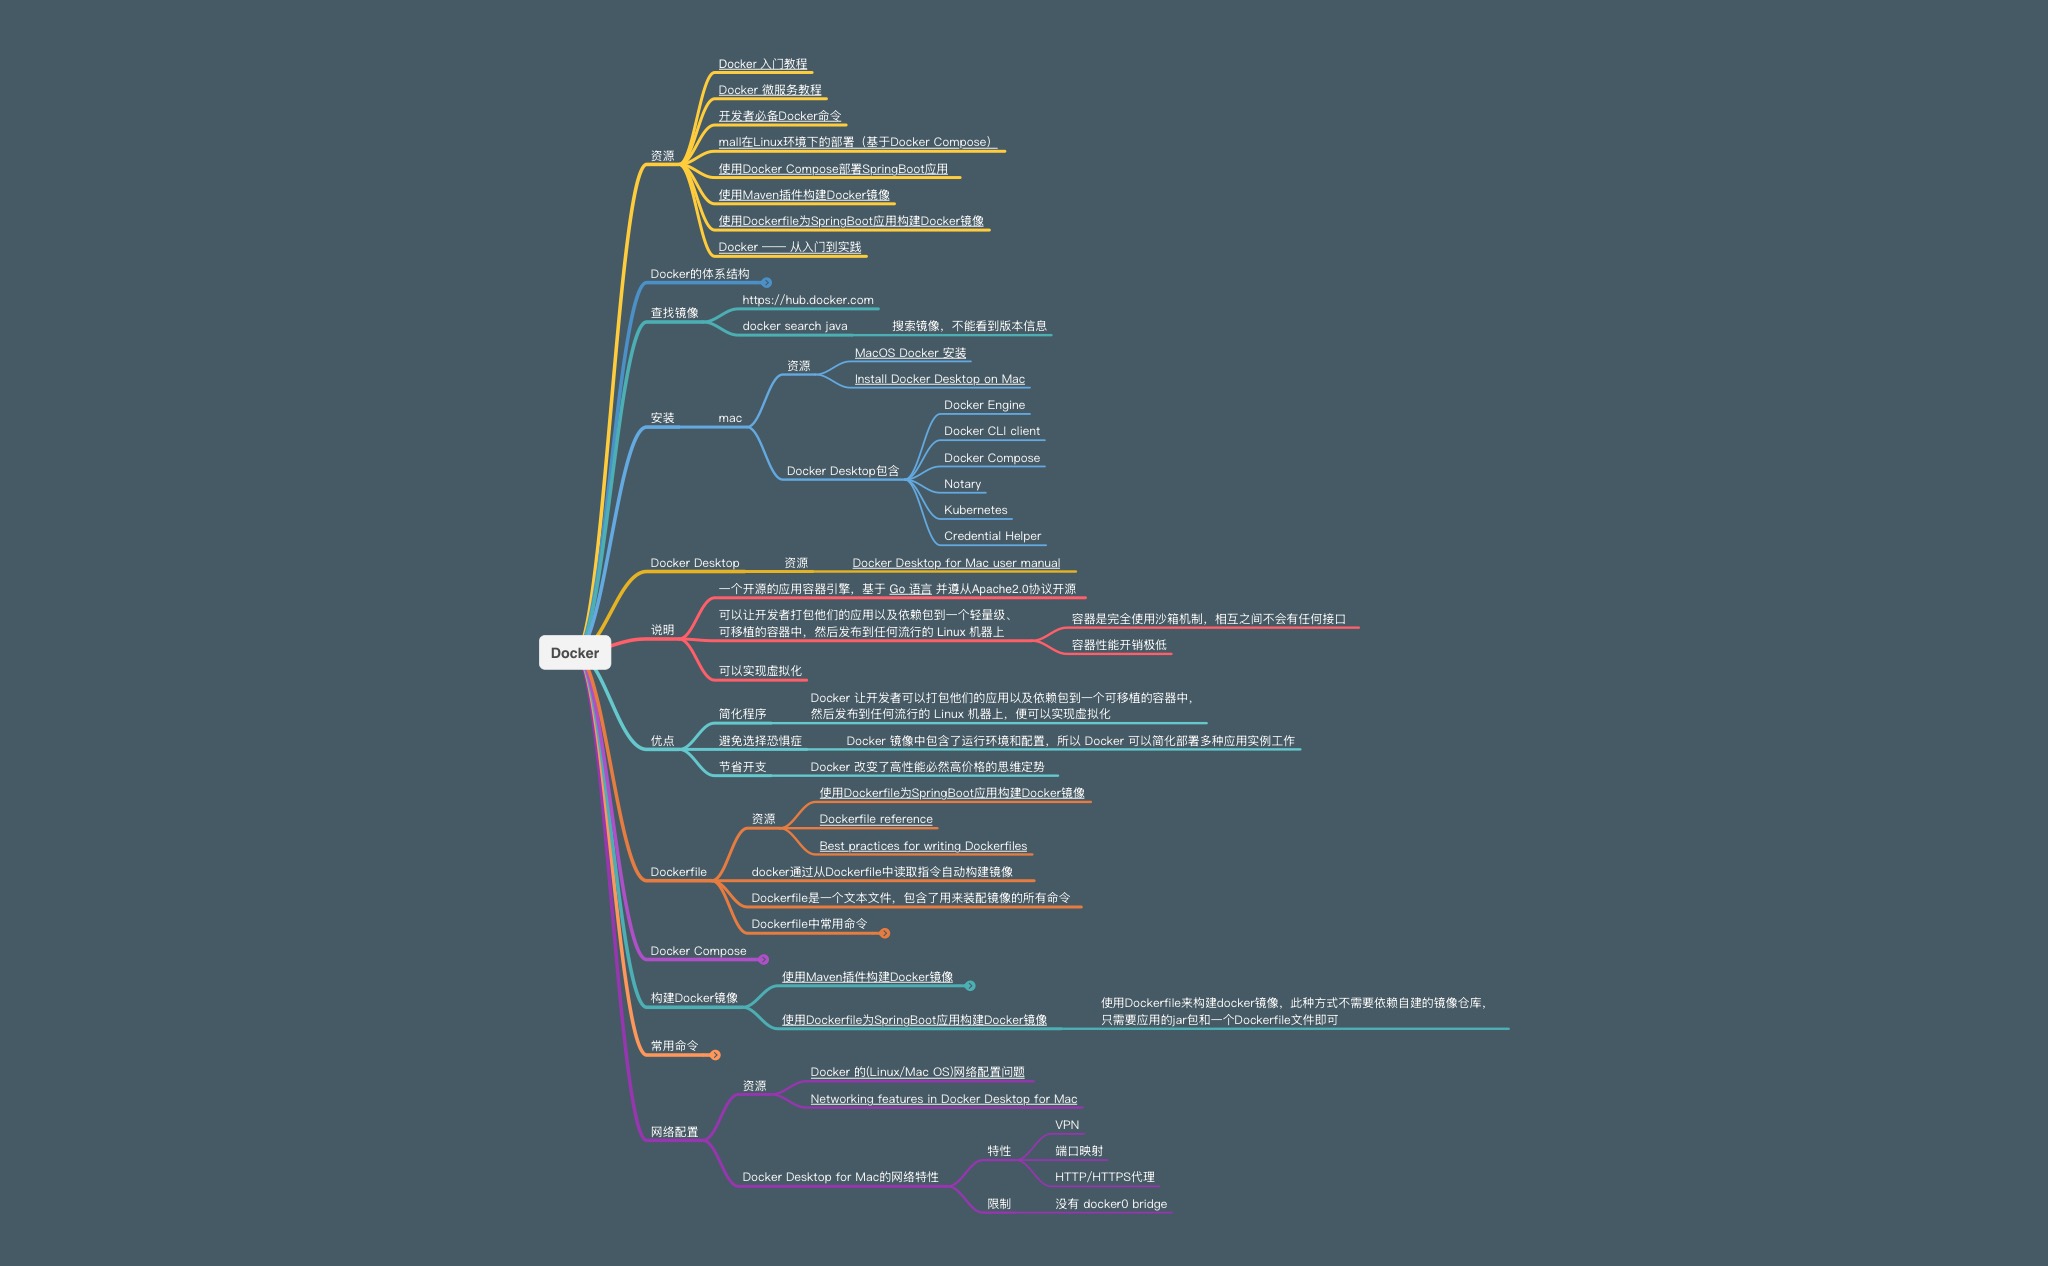 Docker 入门教程
Docker 微服务教程
开发者必备Docker命令
mall在Linux环境下的部署（基于Docker Compose）
资源
使用Docker Compose部署SpringBoot应用
使用Maven插件构建Docker镜像
使用Dockerfile为SpringBoot应用构建Docker镜像
Docker —— 从入门到实践
Docker的体系结构
https://hub.docker.com
查找镜像
docker search java
搜索镜像，不能看到版本信息
MacOS Docker 安装
资源
Install Docker Desktop on Mac
安装
mac
Docker Engine
Docker CLI client
Docker Compose
Docker Desktop包含
Notary
Kubernetes
Credential Helper
Docker Desktop
资源
Docker Desktop for Mac user manual
一个开源的应用容器引擎，基于 Go 语言 并遵从Apache2.0协议开源
说明
可以让开发者打包他们的应用以及依赖包到一个轻量级、
可移植的容器中，然后发布到任何流行的 Linux 机器上
容器是完全使用沙箱机制，相互之间不会有任何接口
容器性能开销极低
Docker
可以实现虚拟化
简化程序
Docker 让开发者可以打包他们的应用以及依赖包到一个可移植的容器中，
然后发布到任何流行的 Linux 机器上，便可以实现虚拟化
优点
避免选择恐惧症
Docker 镜像中包含了运行环境和配置，所以 Docker 可以简化部署多种应用实例工作
节省开支
Docker 改变了高性能必然高价格的思维定势
使用Dockerfile为SpringBoot应用构建Docker镜像
资源
Dockerfile reference
Best practices for writing Dockerfiles
Dockerfile
docker通过从Dockerfile中读取指令自动构建镜像
Dockerfile是一个文本文件，包含了用来装配镜像的所有命令
Dockerfile中常用命令
Docker Compose
使用Maven插件构建Docker镜像
构建Docker镜像
使用Dockerfile为SpringBoot应用构建Docker镜像
使用Dockerfile来构建docker镜像，此种方式不需要依赖自建的镜像仓库，
只需要应用的jar包和一个Dockerfile文件即可
常用命令
Docker 的(Linux/Mac OS)网络配置问题
资源
Networking features in Docker Desktop for Mac
网络配置
VPN
特性
端口映射
HTTP/HTTPS代理
Docker Desktop for Mac的网络特性
限制
没有 docker0 bridge